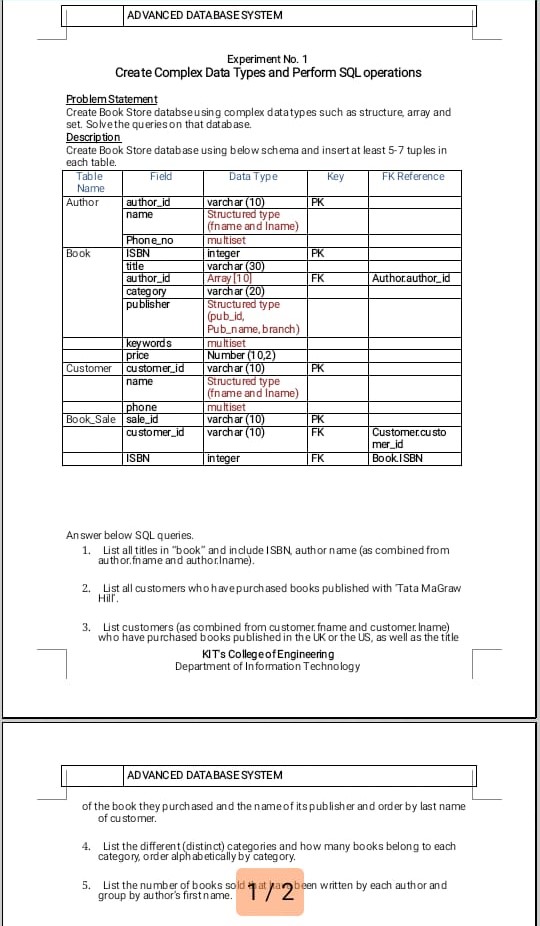 ADVANCED DATABASE SYSTEM
Experiment No. 1
Create Complex Data Types and Perform SQL operations
Problem Statement
Create Book Store databse using complex data types such as structure, array and
set. Solve the queries on that database.
Description
Create Book Store database using below schema and insert at least 5-7 tuples in
each table.
Table Name Field Data Type Key FK Reference
Author author_id varchar (10) PK
name Structured type
(fname and lname)
Phone_no multiset
Book ISBN integer PK
title varchar (30)
author_id Array [10] FK Author.author_id
category varchar (20)
publisher Structured type
(pub_id,
Pub_name, branch)
keywords multiset
price Number (10,2)
Customer customer_id varchar (10) PK
name Structured type
(fname and lname)
phone multiset
Book_Sale sale_id varchar (10) PK
customer_id varchar (10) FK Customer.custo
mer_id
ISBN integer FK Book.ISBN
Answer below SQL queries.
1. List all titles in "book" and include ISBN, author name (as combined from
author.fname and author.lname).
2. List all customers who have purchased books published with 'Tata MaGraw
Hill'.
3. List customers (as combined from customer.fname and customer.lname)
who have purchased books published in the UK or the US, as well as the title
KIT's College of Engineering
Department of Information Technology
ADVANCED DATABASE SYSTEM
of the book they purchased and the name of its publisher and order by last name
of customer.
4. List the different (distinct) categories and how many books belong to each
category, order alphabetically by category.
5. List the number of books sold that have been written by each author and
group by author's first name.
1 / 2